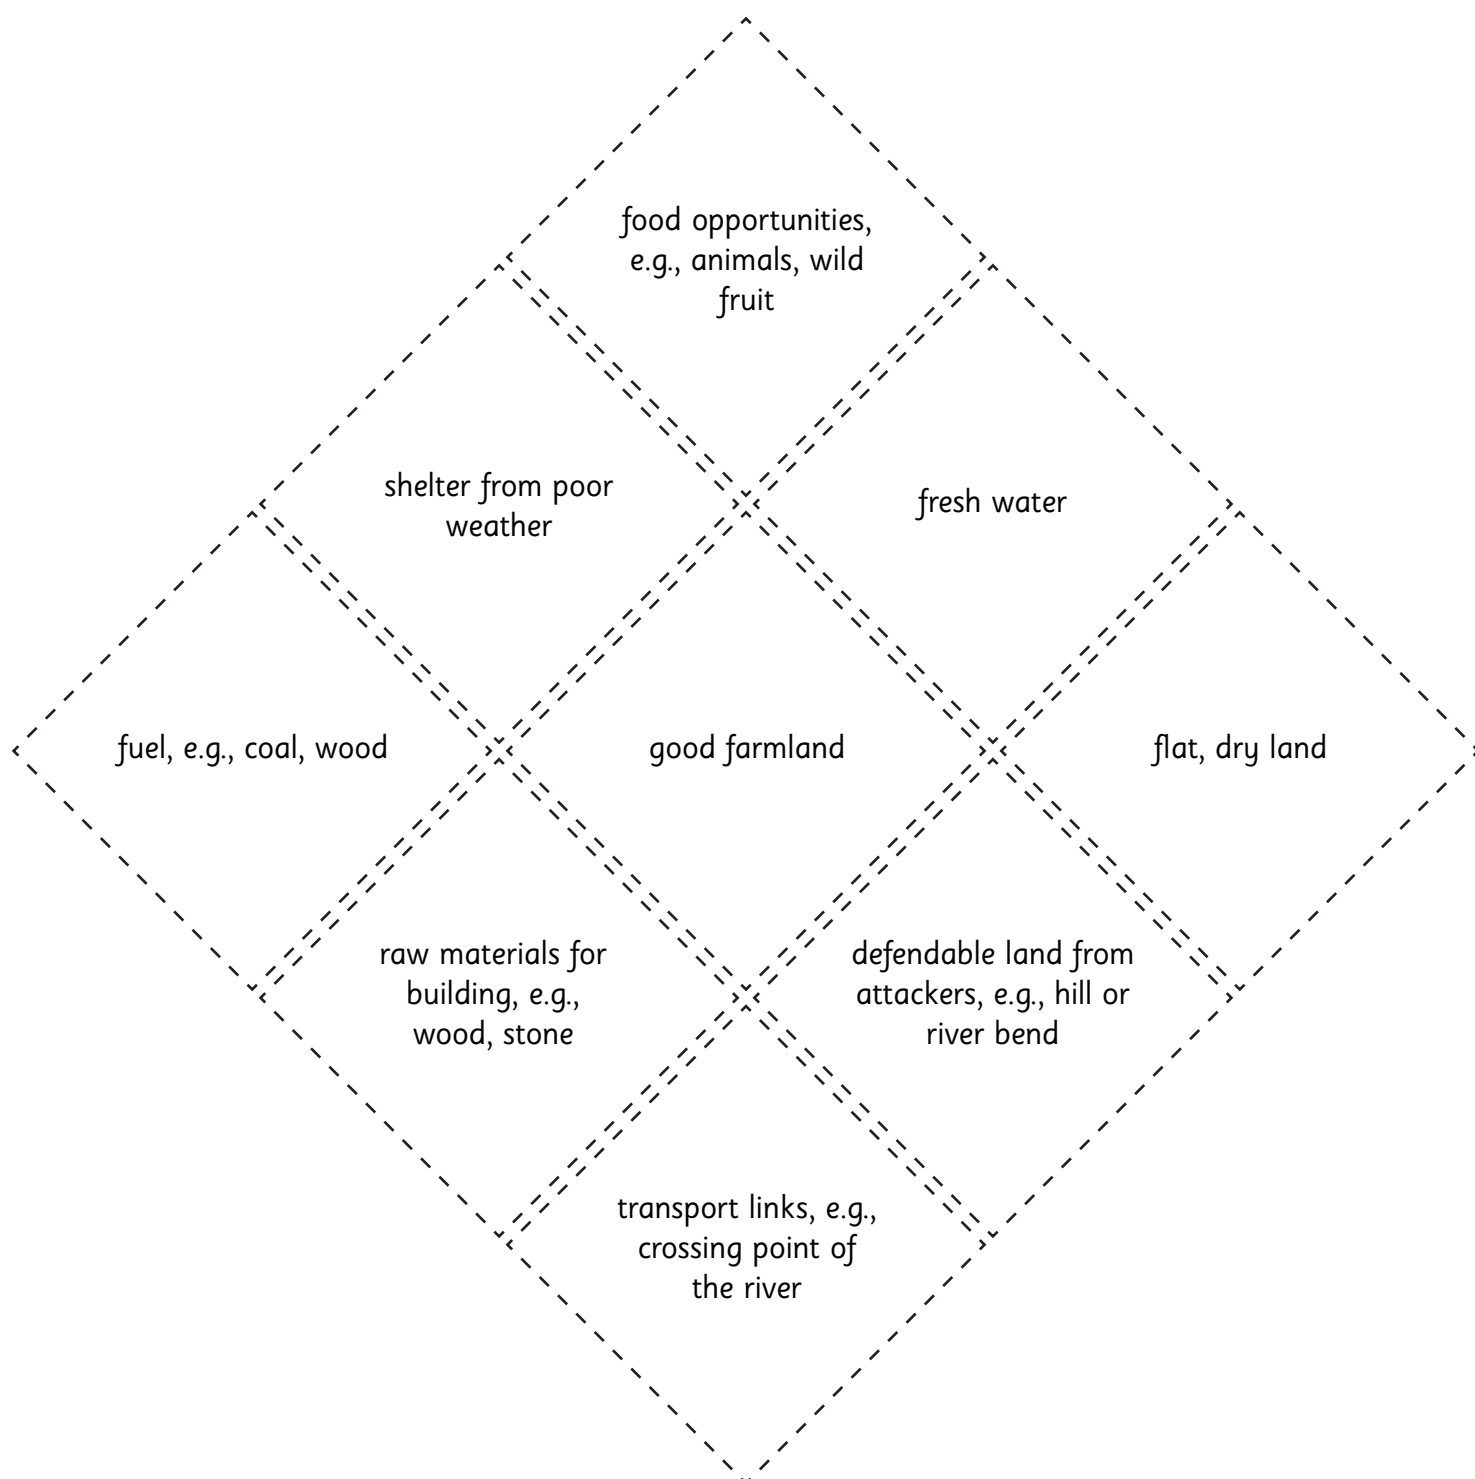 food opportunities,
e.g., animals, wild
fruit
shelter from poor
weather
fresh water
fuel, e.g., coal, wood
good farmland
flat, dry land
raw materials for
building, e.g.,
wood, stone
defendable land from
attackers, e.g., hill or
river bend
transport links, e.g.,
crossing point of
the river